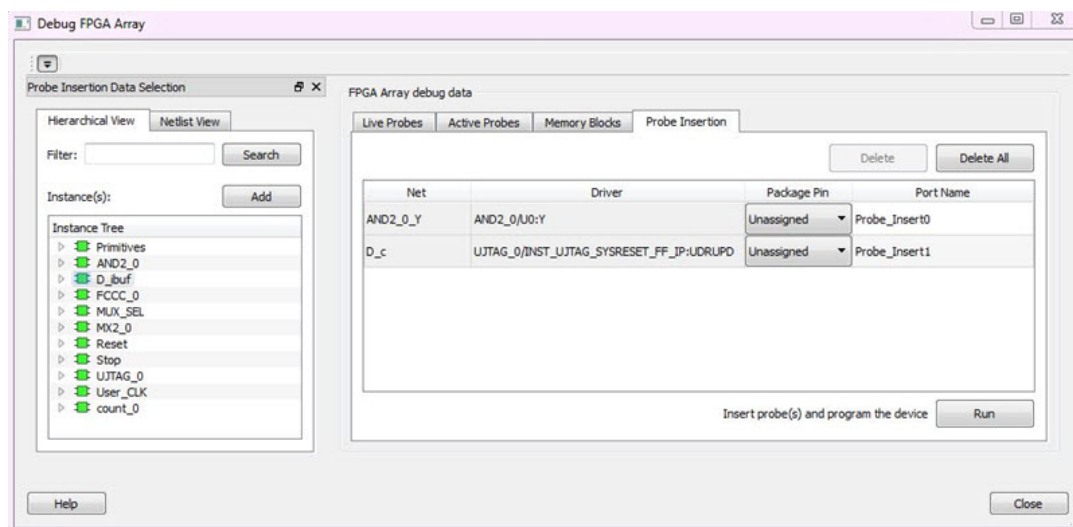 Debug FPGA Array
Probe Insertion Data Selection
Hierarchical View Netlist View
Filter: Search
Instance(s): Add
Instance Tree
Primitives
AND2_0
D_ibuf
FCCC_0
MUX_SEL
MX2_0
Reset
Stop
UJTAG_0
User_CLK
count_0
FPGA Array debug data
Live Probes Active Probes Memory Blocks Probe Insertion
Delete Delete All
Net Driver Package Pin Port Name
AND2_0_Y AND2_0/U0:Y Unassigned Probe_Insert0
D_c UJTAG_0/INST_UJTAG_SYSRESET_FF_IP:UDRUPD Unassigned Probe_Insert1
Insert probe(s) and program the device Run
Help Close